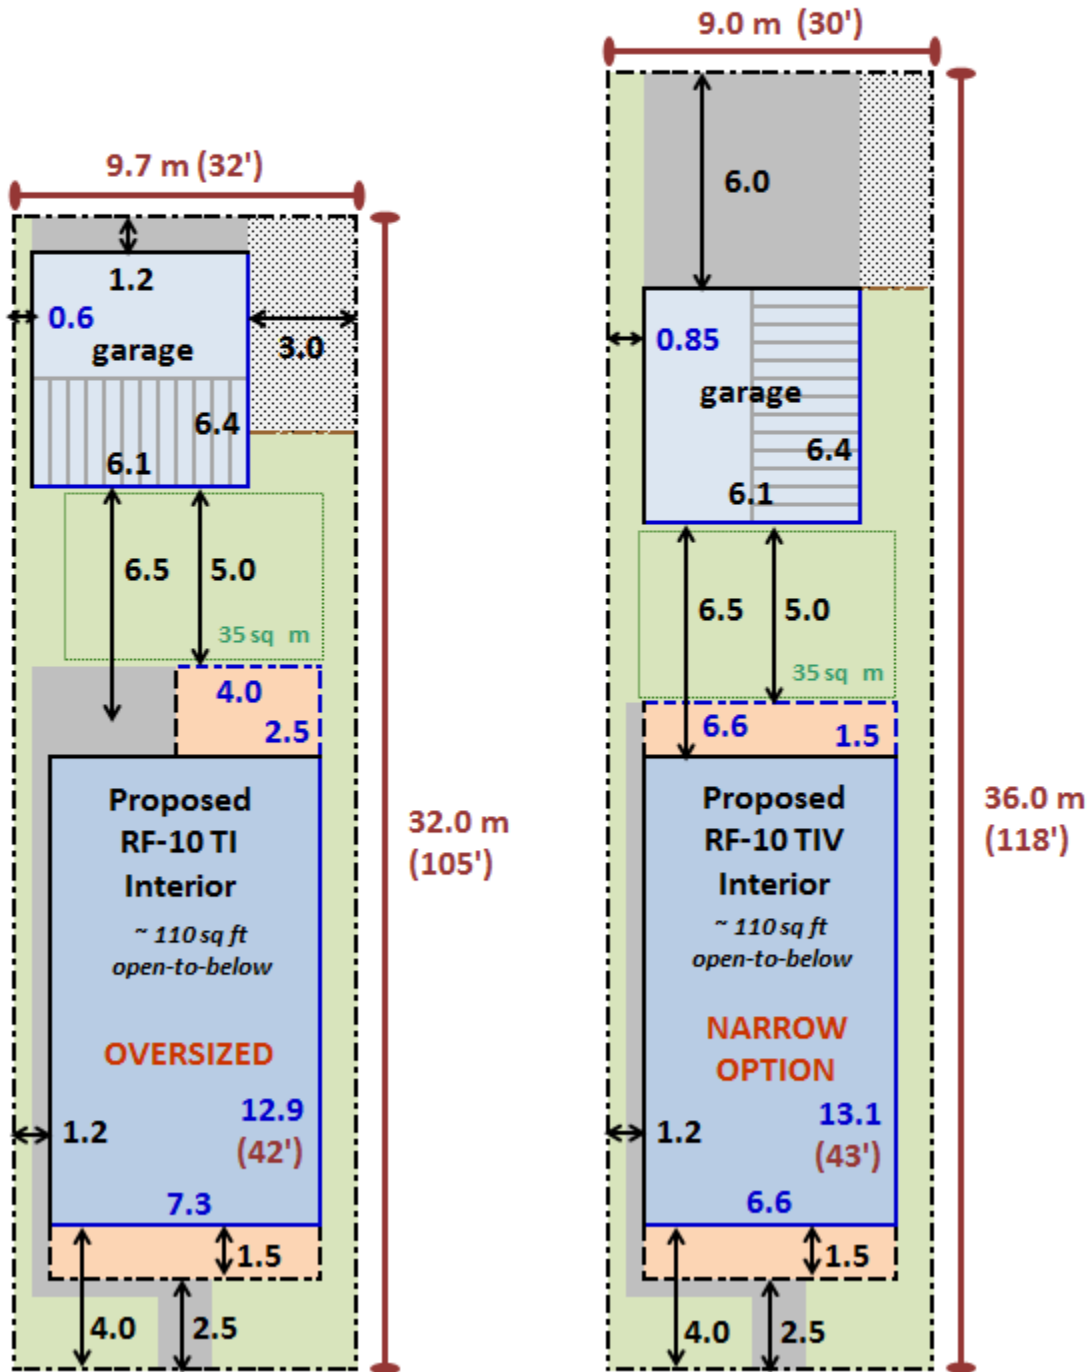 9.7 m (32')
1.2
0.6
garage
3.0
6.4
6.1
6.5
5.0
35 sq m
4.0
2.5
Proposed
RF-10 TI
Interior
~ 110 sq ft
open-to-below
OVERSIZED
12.9
(42')
1.2
7.3
1.5
4.0
2.5
32.0 m
(105')
9.0 m (30')
6.0
0.85
garage
6.4
6.1
6.5
5.0
35 sq m
6.6
1.5
Proposed
RF-10 TIV
Interior
~ 110 sq ft
open-to-below
NARROW
OPTION
13.1
(43')
1.2
6.6
1.5
4.0
2.5
36.0 m
(118')